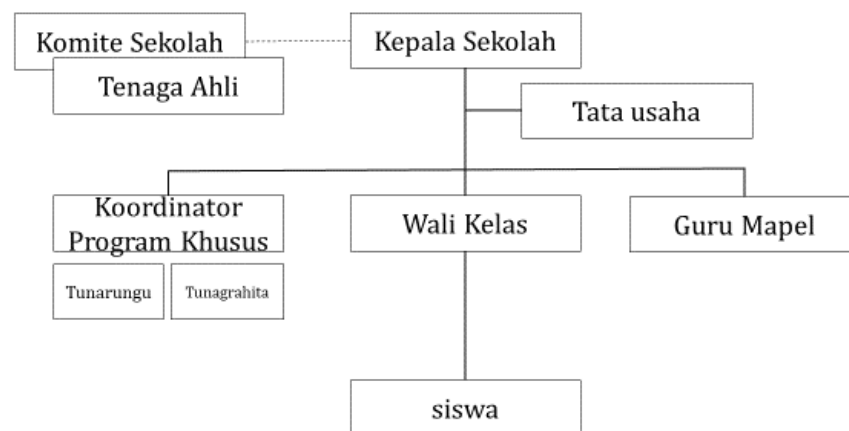 Komite Sekolah
Kepala Sekolah
Tenaga Ahli
Tata usaha
Koordinator
Program Khusus
Wali Kelas
Guru Mapel
Tunarungu
Tunagrahita
siswa